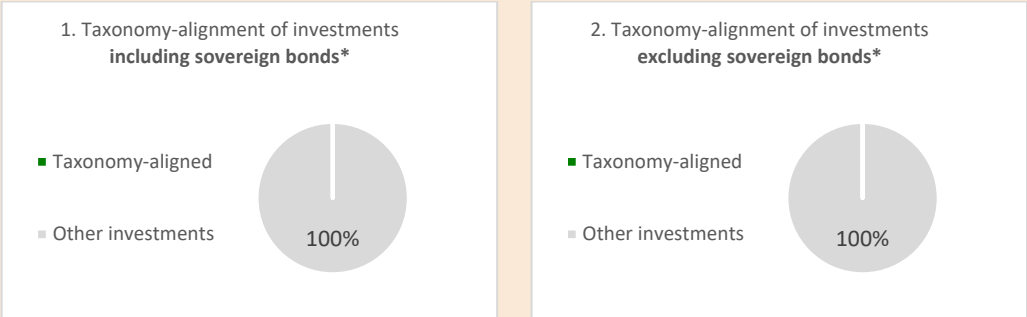 1. Taxonomy-alignment of investments
including sovereign bonds*
Taxonomy-aligned
Other investments
100%
2. Taxonomy-alignment of investments
excluding sovereign bonds*
Taxonomy-aligned
Other investments
100%